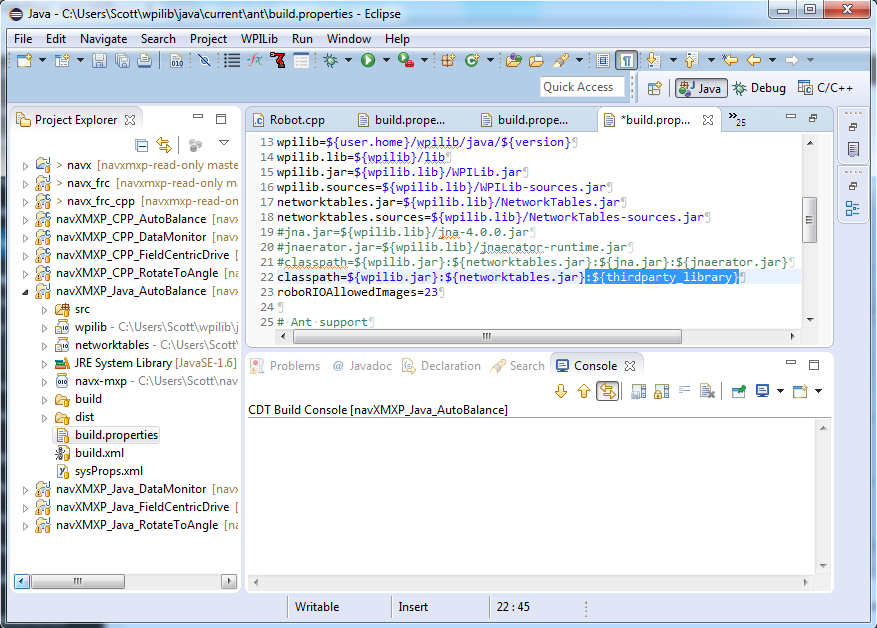 Java - C:\Users\Scott\wpilib\java\current\ant\build.properties - Eclipse
File Edit Navigate Search Project WPILib Run Window Help
Quick Access
Java
Debug
C/C++
Project Explorer
> navx [navxmxp-read-only maste
> navx_frc [navxmxp-read-only m
> navx_frc_cpp [navxmxp-read-on
navXMXP_CPP_AutoBalance [navx
navXMXP_CPP_DataMonitor [navx
navXMXP_CPP_FieldCentricDrive [
navXMXP_CPP_RotateToAngle [nav
navXMXP_Java_AutoBalance [navx
src
wpilib - C:\Users\Scott\wpilib\j
networktables - C:\Users\Scott\
JRE System Library [JavaSE-1.6]
navx-mxp - C:\Users\Scott\nav
build
dist
build.properties
build.xml
sysProps.xml
navXMXP_Java_DataMonitor [navx
navXMXP_Java_FieldCentricDrive [
navXMXP_Java_RotateToAngle [na
Robot.cpp
build.prope...
build.prope...
*build.prop...
»25
13 wpilib=${user.home}/wpilib/java/${version}¶
14 wpilib.lib=${wpilib}/lib¶
15 wpilib.jar=${wpilib.lib}/WPILib.jar¶
16 wpilib.sources=${wpilib.lib}/WPILib-sources.jar¶
17 networktables.jar=${wpilib.lib}/NetworkTables.jar¶
18 networktables.sources=${wpilib.lib}/NetworkTables-sources.jar¶
19 #jna.jar=${wpilib.lib}/jna-4.0.0.jar¶
20 #jnaerator.jar=${wpilib.lib}/jnaerator-runtime.jar¶
21 #classpath=${wpilib.jar}:${networktables.jar}:${jna.jar}:${jnaerator.jar}¶
22 classpath=${wpilib.jar}:${networktables.jar}:${thirdparty_library}¶
23 roboRIOAllowedImages=23¶
24 ¶
25 # Ant support¶
Problems
@ Javadoc
Declaration
Search
Console
CDT Build Console [navXMXP_Java_AutoBalance]
Writable
Insert
22 : 45